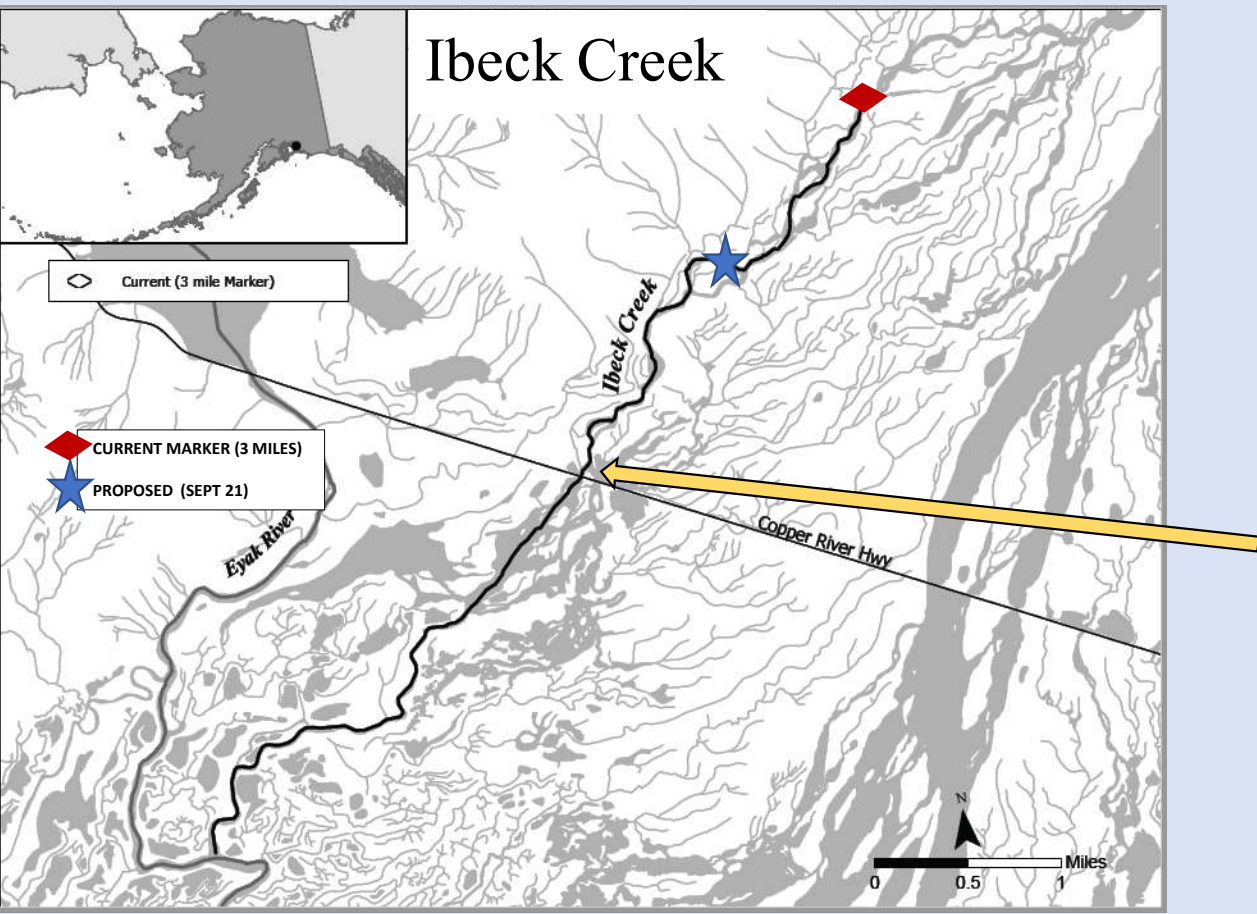 Ibeck Creek
Current (3 mile Marker)
Ibeck Creek
CURRENT MARKER (3 MILES)
PROPOSED (SEPT 21)
Eyak River
Copper River Hwy
N
Miles
0 0.5 1